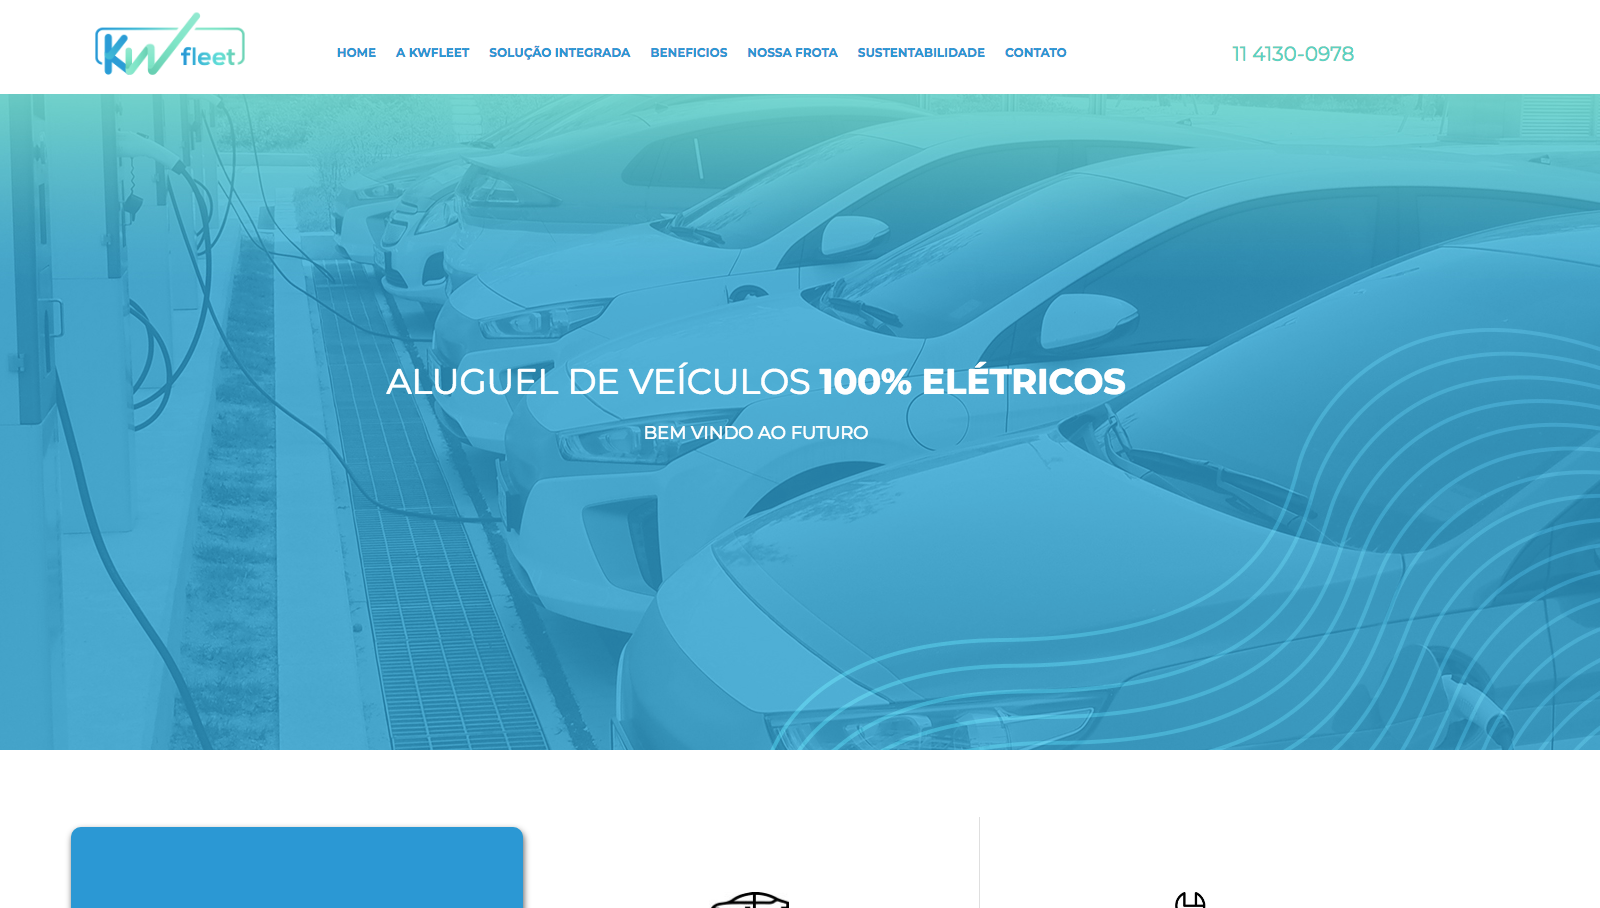 KW fleet
HOME A KWFLEET SOLUÇÃO INTEGRADA BENEFICIOS NOSSA FROTA SUSTENTABILIDADE CONTATO
11 4130-0978
ALUGUEL DE VEÍCULOS 100% ELÉTRICOS
BEM VINDO AO FUTURO